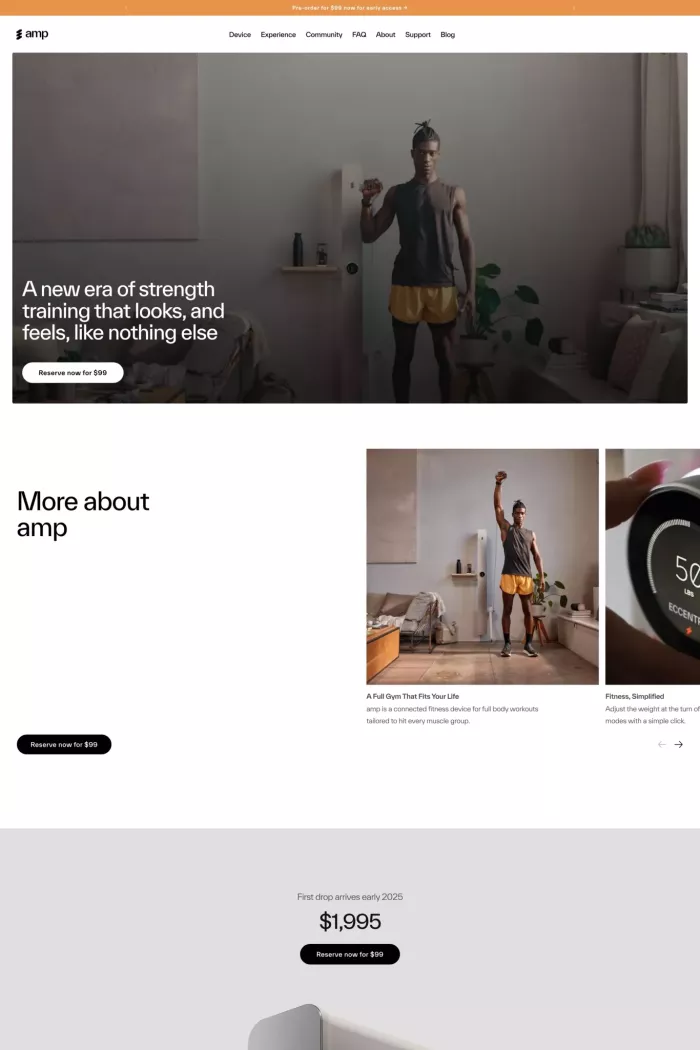 Pre-order for $99 now for early access →
amp
Device Experience Community FAQ About Support Blog
A new era of strength
training that looks, and
feels, like nothing else
Reserve now for $99
More about
amp
50
LBS
ECCENT
A Full Gym That Fits Your Life
amp is a connected fitness device for full body workouts
tailored to hit every muscle group.
Fitness, Simplified
Adjust the weight at the turn of
modes with a simple click.
Reserve now for $99
First drop arrives early 2025
$1,995
Reserve now for $99